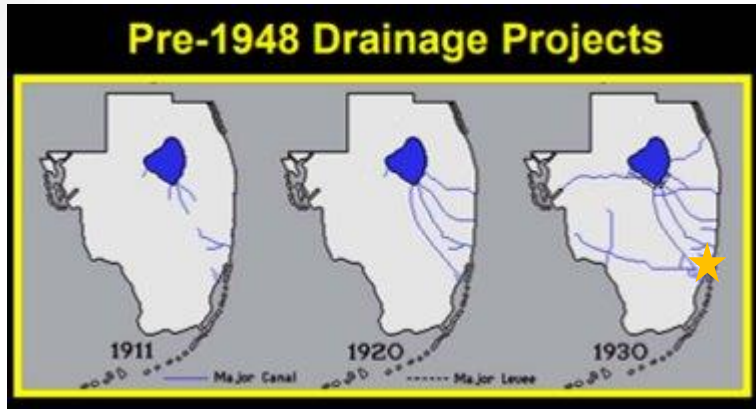 Pre-1948 Drainage Projects
1911
1920
1930
Major Canal
Major Levee